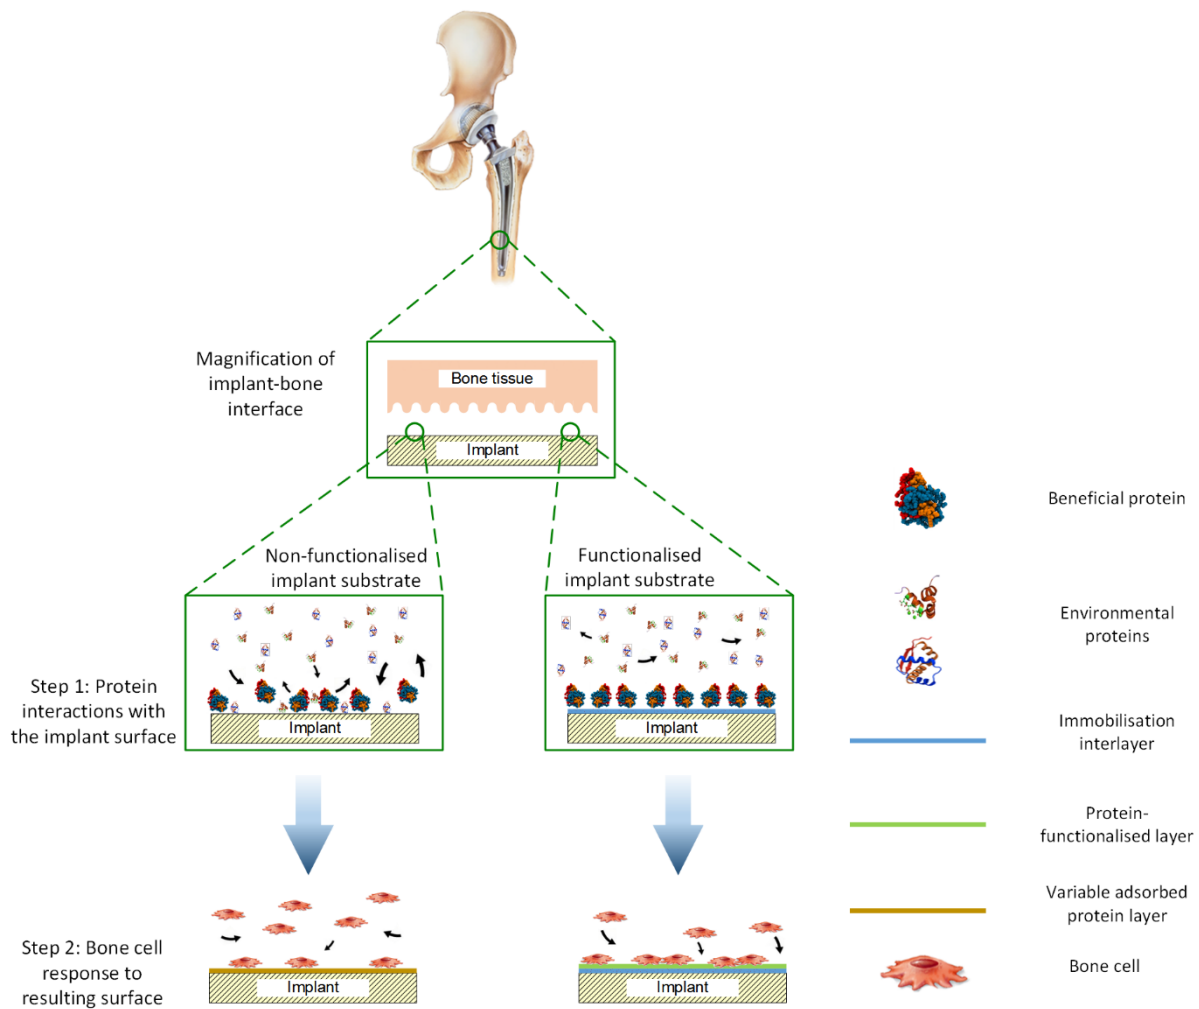 Magnification of
implant-bone
interface
Bone tissue
Implant
Non-functionalised
implant substrate
Functionalised
implant substrate
Step 1: Protein
interactions with
the implant surface
Implant
Implant
Step 2: Bone cell
response to
resulting surface
Implant
Implant
Beneficial protein
Environmental
proteins
Immobilisation
interlayer
Protein-
functionalised layer
Variable adsorbed
protein layer
Bone cell